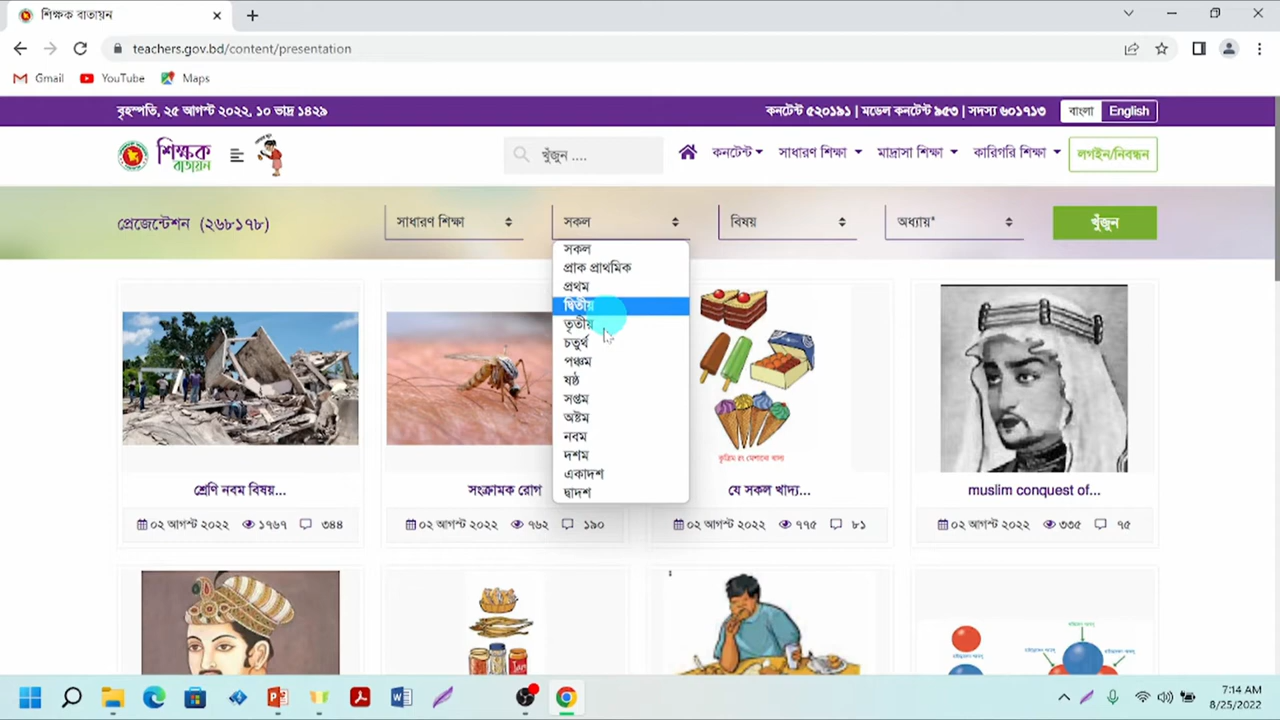 শিক্ষক বাতায়ন
teachers.gov.bd/content/presentation
Gmail YouTube Maps
বৃহস্পতি, ২৫ আগস্ট ২০২২, ১০ ভাদ্র ১৪২৯
কনটেন্ট ৫২০১৯১ | মডেল কনটেন্ট ৯৫৩ | সদস্য ৬০১৭১৩ বাংলা English
শিক্ষক বাতায়ন খুঁজুন .... কনটেন্ট সাধারণ শিক্ষা মাদ্রাসা শিক্ষা কারিগরি শিক্ষা লগইন/নিবন্ধন
প্রেজেন্টেশন (২৬৮১৭৮) সাধারণ শিক্ষা সকল বিষয় অধ্যায়* খুঁজুন
সকল
প্রাক প্রাথমিক
প্রথম
দ্বিতীয়
তৃতীয়
চতুর্থ
পঞ্চম
ষষ্ঠ
সপ্তম
অষ্টম
নবম
দশম
একাদশ
দ্বাদশ
কৃত্রিম রং মেশানো খাদ্য
শ্রেণি নবম বিষয়... সংক্রামক রোগ যে সকল খাদ্য... muslim conquest of...
০২ আগস্ট ২০২২ ১৭৬৭ ৩৪৪ ০২ আগস্ট ২০২২ ৭৬২ ১৯০ ০২ আগস্ট ২০২২ ৭৭৫ ৮১ ০২ আগস্ট ২০২২ ৩৩৫ ৭৫
JAM
7:14 AM
8/25/2022